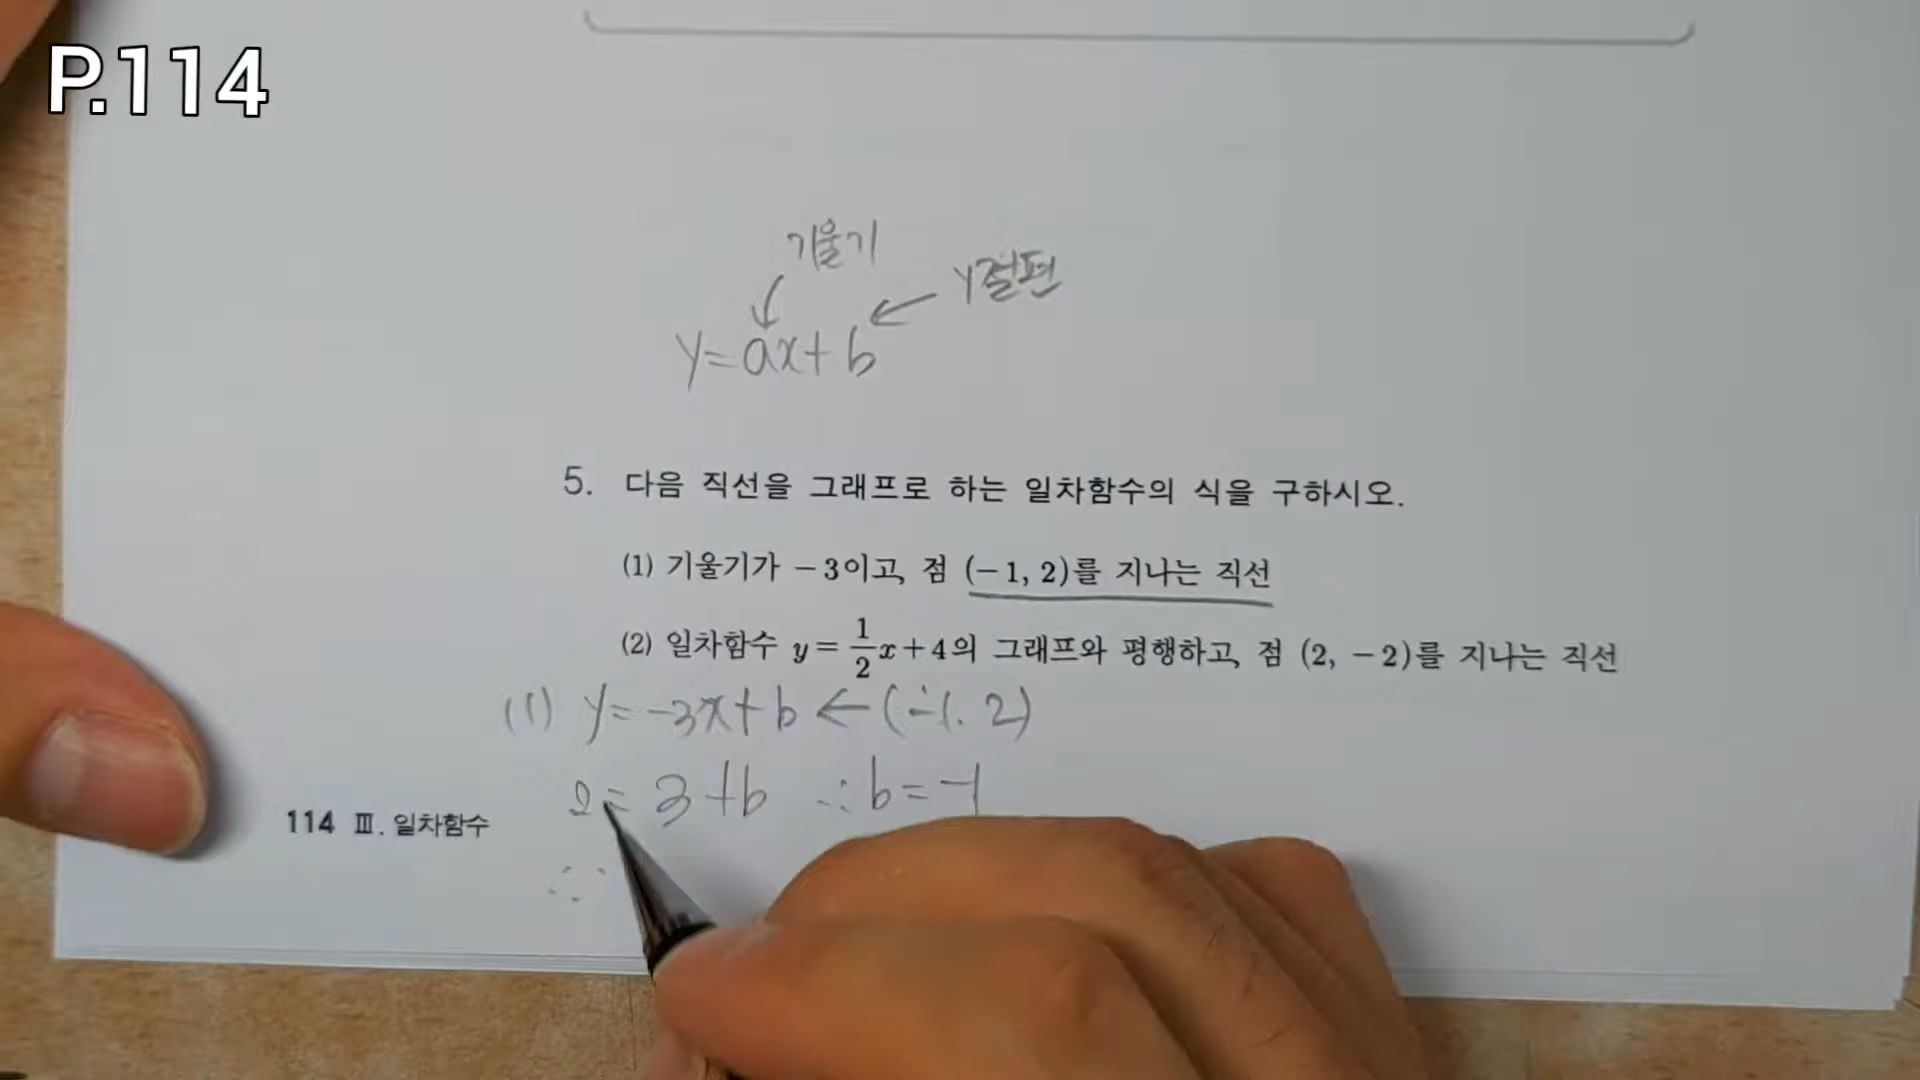 P.114
기울기
y절편
y=ax+b
5. 다음 직선을 그래프로 하는 일차함수의 식을 구하시오.
(1) 기울기가 -3이고, 점 (-1, 2)를 지나는 직선
(2) 일차함수 y=1/2x+4의 그래프와 평행하고, 점 (2, -2)를 지나는 직선
(1) y=-3x+b ← (-1. 2)
2=3+b ∴b=-1
114 Ⅲ. 일차함수
∴